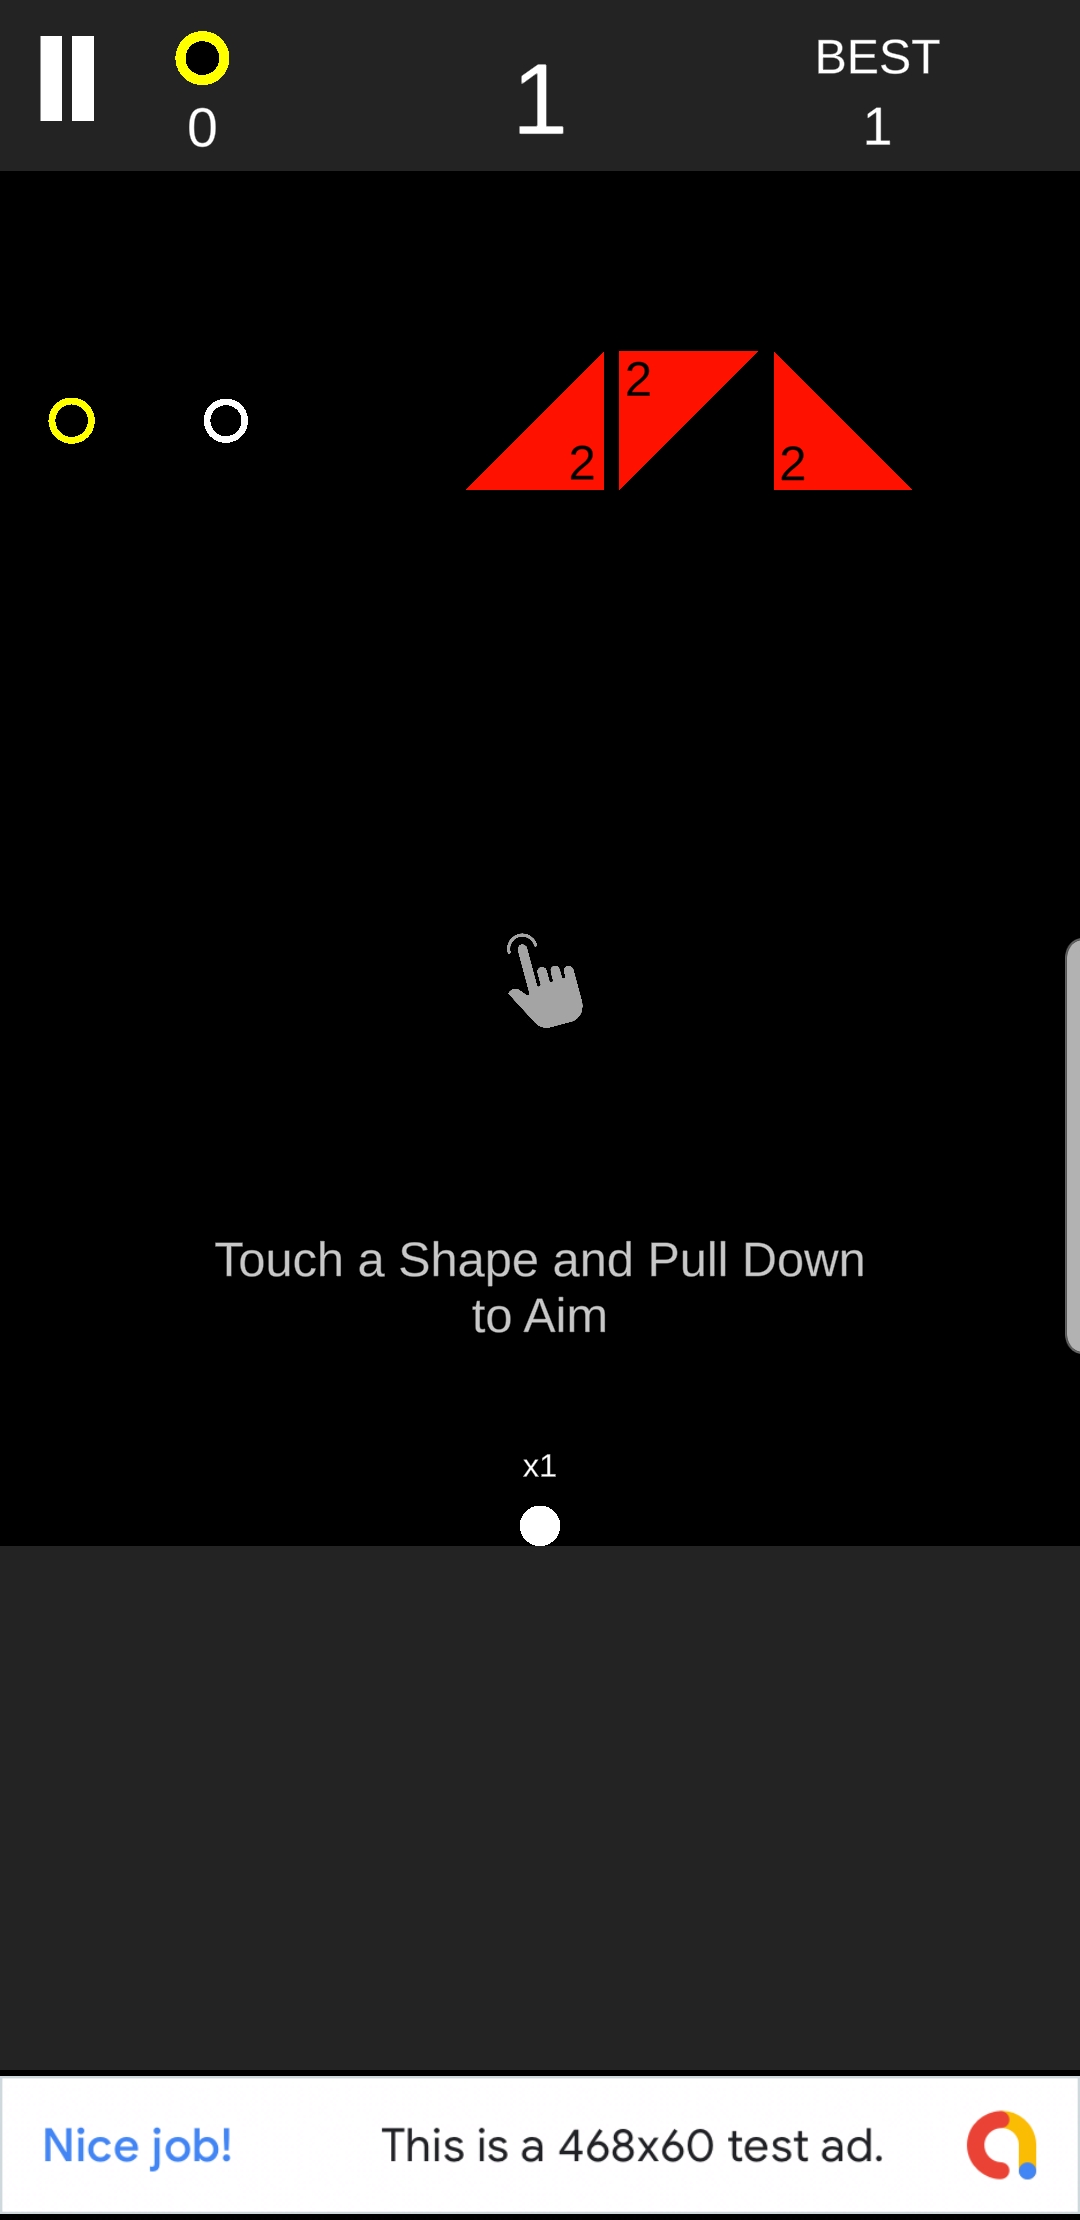 0
1
BEST
1
2
2
2
Touch a Shape and Pull Down
to Aim
x1
Nice job!
This is a 468x60 test ad.